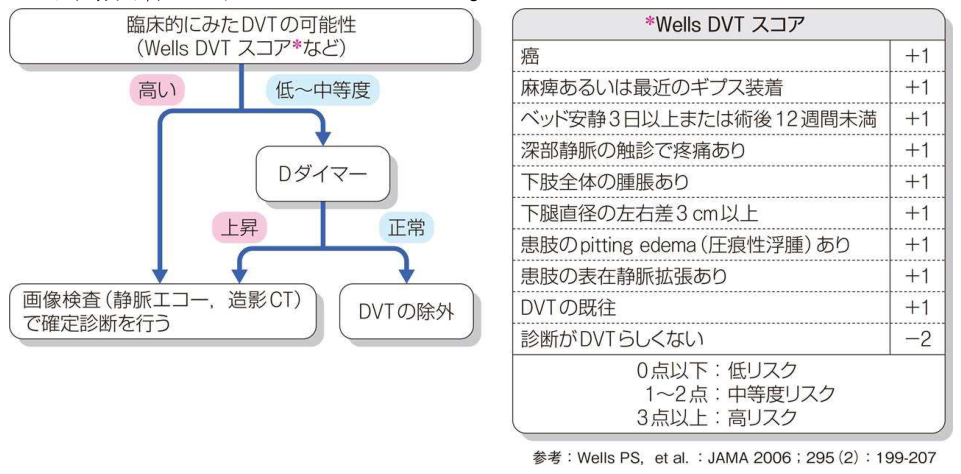 臨床的にみたDVTの可能性
(Wells DVT スコア*など)
高い
低〜中等度
Dダイマー
上昇
正常
画像検査(静脈エコー,造影CT)
で確定診断を行う
DVTの除外
*Wells DVT スコア
癌 +1
麻痺あるいは最近のギプス装着 +1
ベッド安静3日以上または術後12週間未満 +1
深部静脈の触診で疼痛あり +1
下肢全体の腫脹あり +1
下腿直径の左右差3cm以上 +1
患肢のpitting edema(圧痕性浮腫)あり +1
患肢の表在静脈拡張あり +1
DVTの既往 +1
診断がDVTらしくない −2
0点以下:低リスク
1〜2点:中等度リスク
3点以上:高リスク
参考:Wells PS, et al. : JAMA 2006 ; 295 (2) : 199-207